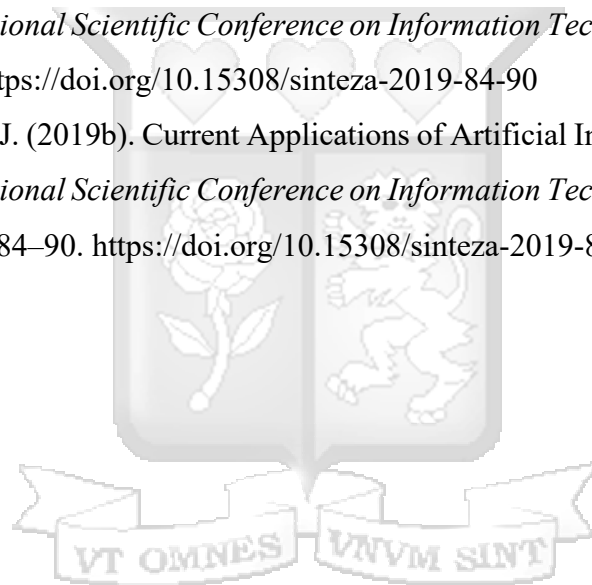 ional Scientific Conference on Information Tec
tps://doi.org/10.15308/sinteza-2019-84-90
J. (2019b). Current Applications of Artificial In
ional Scientific Conference on Information Tec
84–90. https://doi.org/10.15308/sinteza-2019-8
VT OMNES VNVM SINT